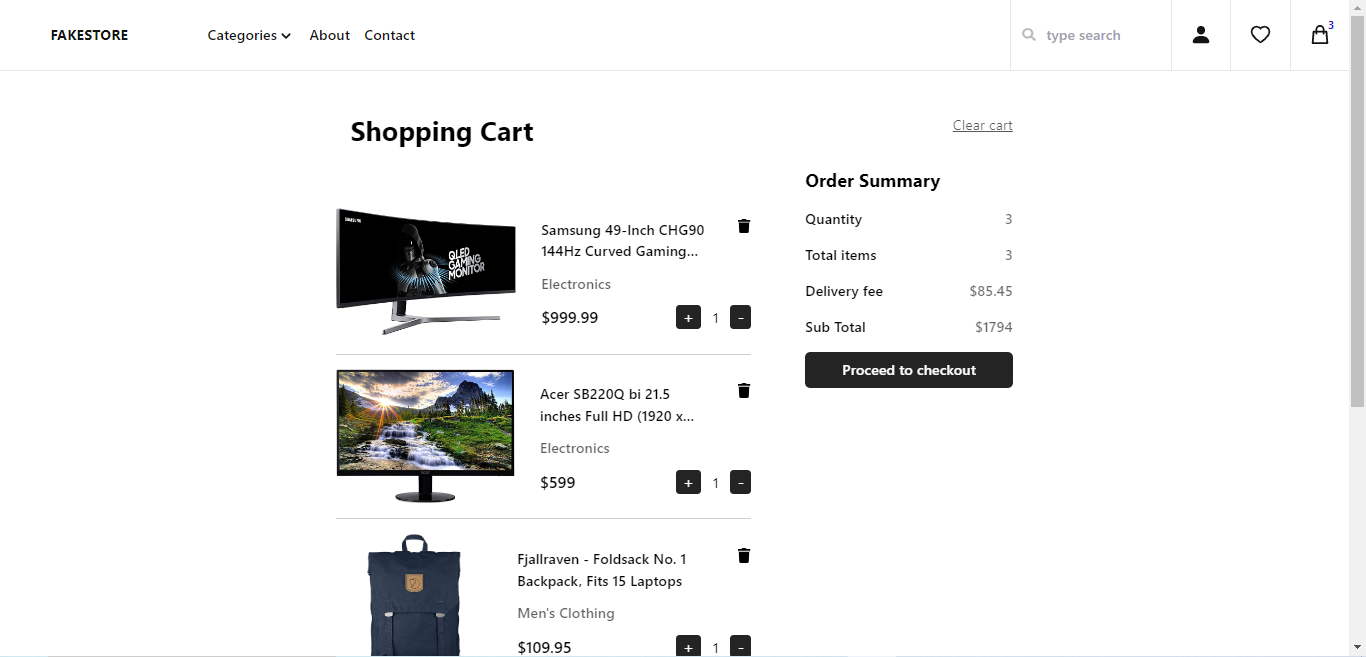 FAKESTORE
Categories
About
Contact
type search
3
Shopping Cart
Clear cart
SAMSUNG
QLED
GAMING
MONITOR
Samsung 49-Inch CHG90
144Hz Curved Gaming...
Electronics
$999.99
+ 1 -
Acer SB220Q bi 21.5
inches Full HD (1920 x...
Electronics
$599
+ 1 -
Fjallraven - Foldsack No. 1
Backpack, Fits 15 Laptops
Men's Clothing
$109.95
+ 1 -
Order Summary
Quantity 3
Total items 3
Delivery fee $85.45
Sub Total $1794
Proceed to checkout